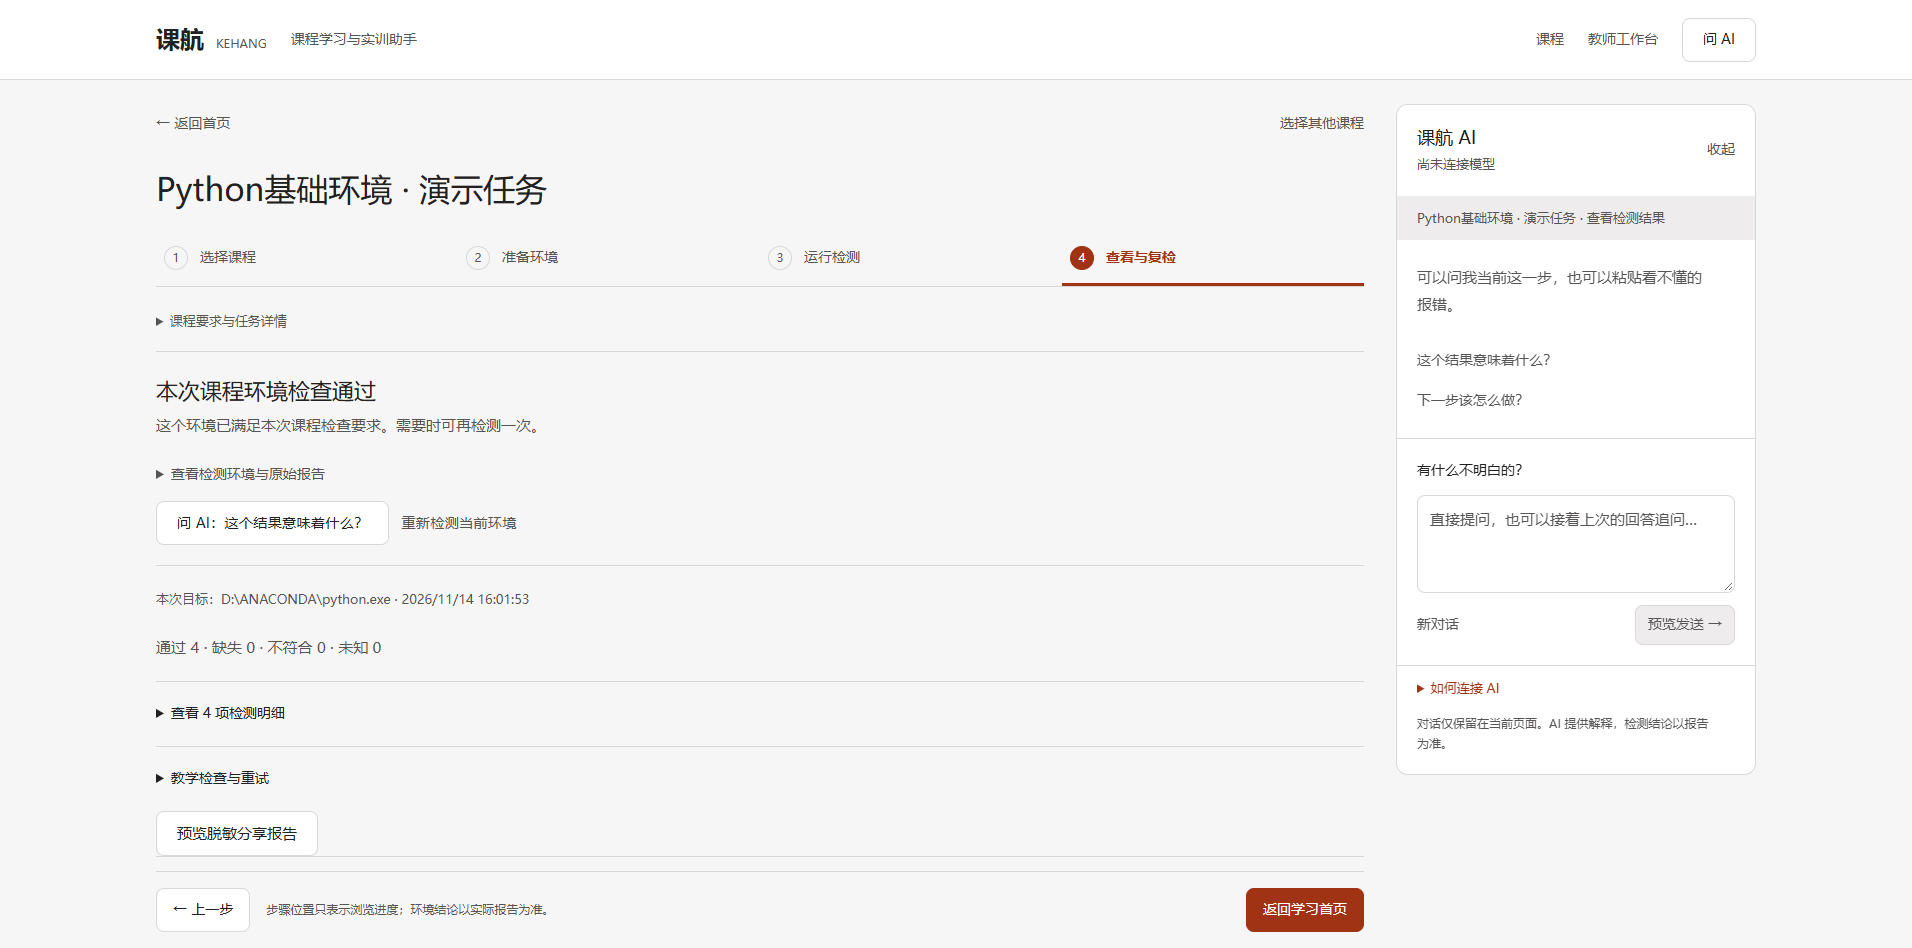 课航 KEHANG 课程学习与实训助手
课程 教师工作台 问 AI
← 返回首页
选择其他课程
Python基础环境 · 演示任务
1 选择课程
2 准备环境
3 运行检测
4 查看与复检
▶ 课程要求与任务详情
本次课程环境检查通过
这个环境已满足本次课程检查要求。需要时可再检测一次。
▶ 查看检测环境与原始报告
问 AI：这个结果意味着什么？
重新检测当前环境
本次目标：D:\ANACONDA\python.exe · 2026/11/14 16:01:53
通过 4 · 缺失 0 · 不符合 0 · 未知 0
▶ 查看 4 项检测明细
▶ 教学检查与重试
预览脱敏分享报告
← 上一步
步骤位置只表示浏览进度；环境结论以实际报告为准。
返回学习首页
课航 AI
尚未连接模型
收起
Python基础环境 · 演示任务 · 查看检测结果
可以问我当前这一步，也可以粘贴看不懂的
报错。
这个结果意味着什么？
下一步该怎么做？
有什么不明白的？
直接提问，也可以接着上次的回答追问...
新对话
预览发送 →
▶ 如何连接 AI
对话仅保留在当前页面。AI 提供解释，检测结论以报告
为准。